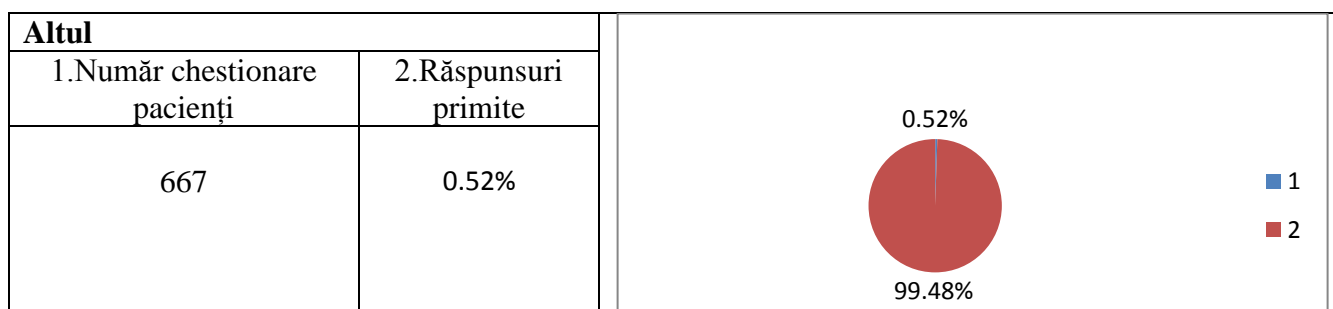 Altul
1.Număr chestionare
pacienți
2.Răspunsuri
primite
667
0.52%
0.52%
99.48%
1
2